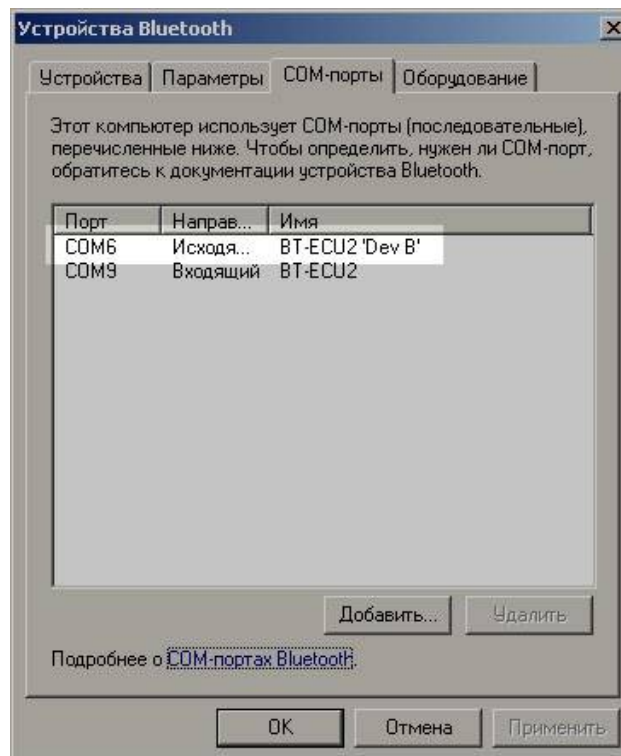 Устройства Bluetooth
Устройства Параметры COM-порты Оборудование
Этот компьютер использует COM-порты (последовательные),
перечисленные ниже. Чтобы определить, нужен ли COM-порт,
обратитесь к документации устройства Bluetooth.
Порт Направ... Имя
COM6 Исходя... BT-ECU2 'Dev B'
COM9 Входящий BT-ECU2
Добавить... Удалить
Подробнее о COM-портах Bluetooth.
OK Отмена Применить